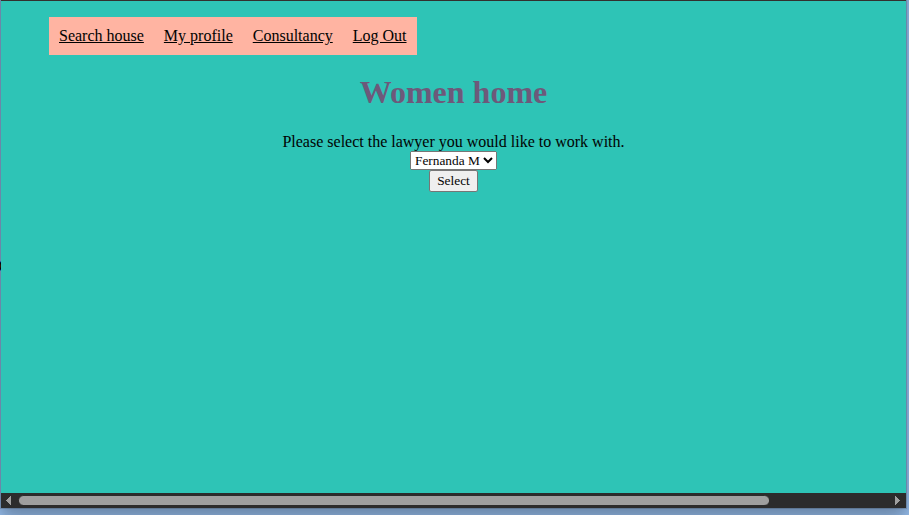 Search house My profile Consultancy Log Out
Women home
Please select the lawyer you would like to work with.
Fernanda M
Select